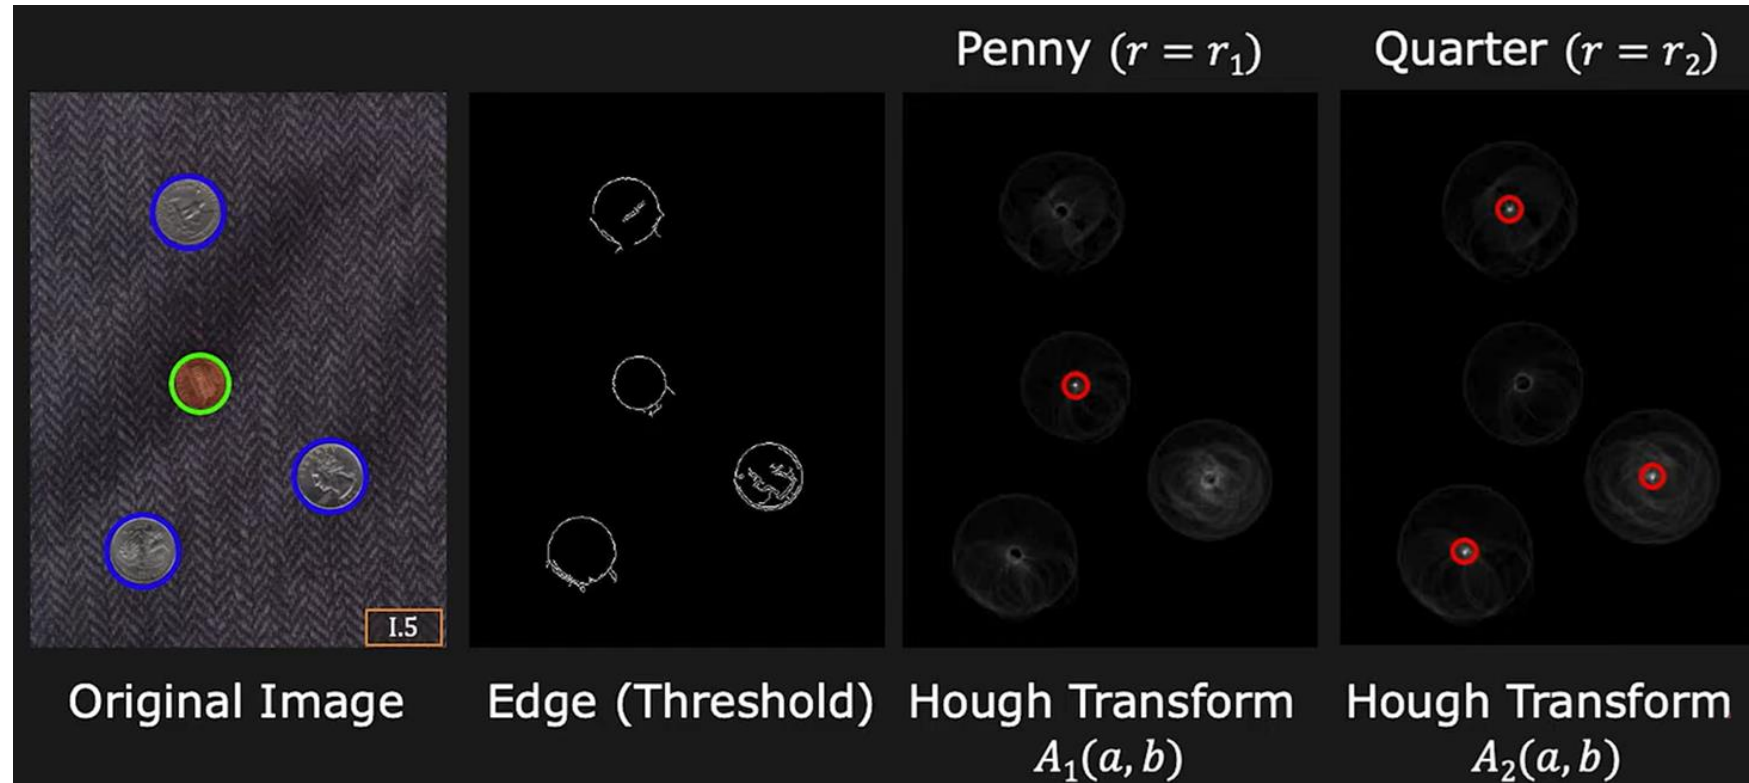 Penny (r = r₁)
Quarter (r = r₂)
I.5
Original Image
Edge (Threshold)
Hough Transform
A₁(a, b)
Hough Transform
A₂(a, b)